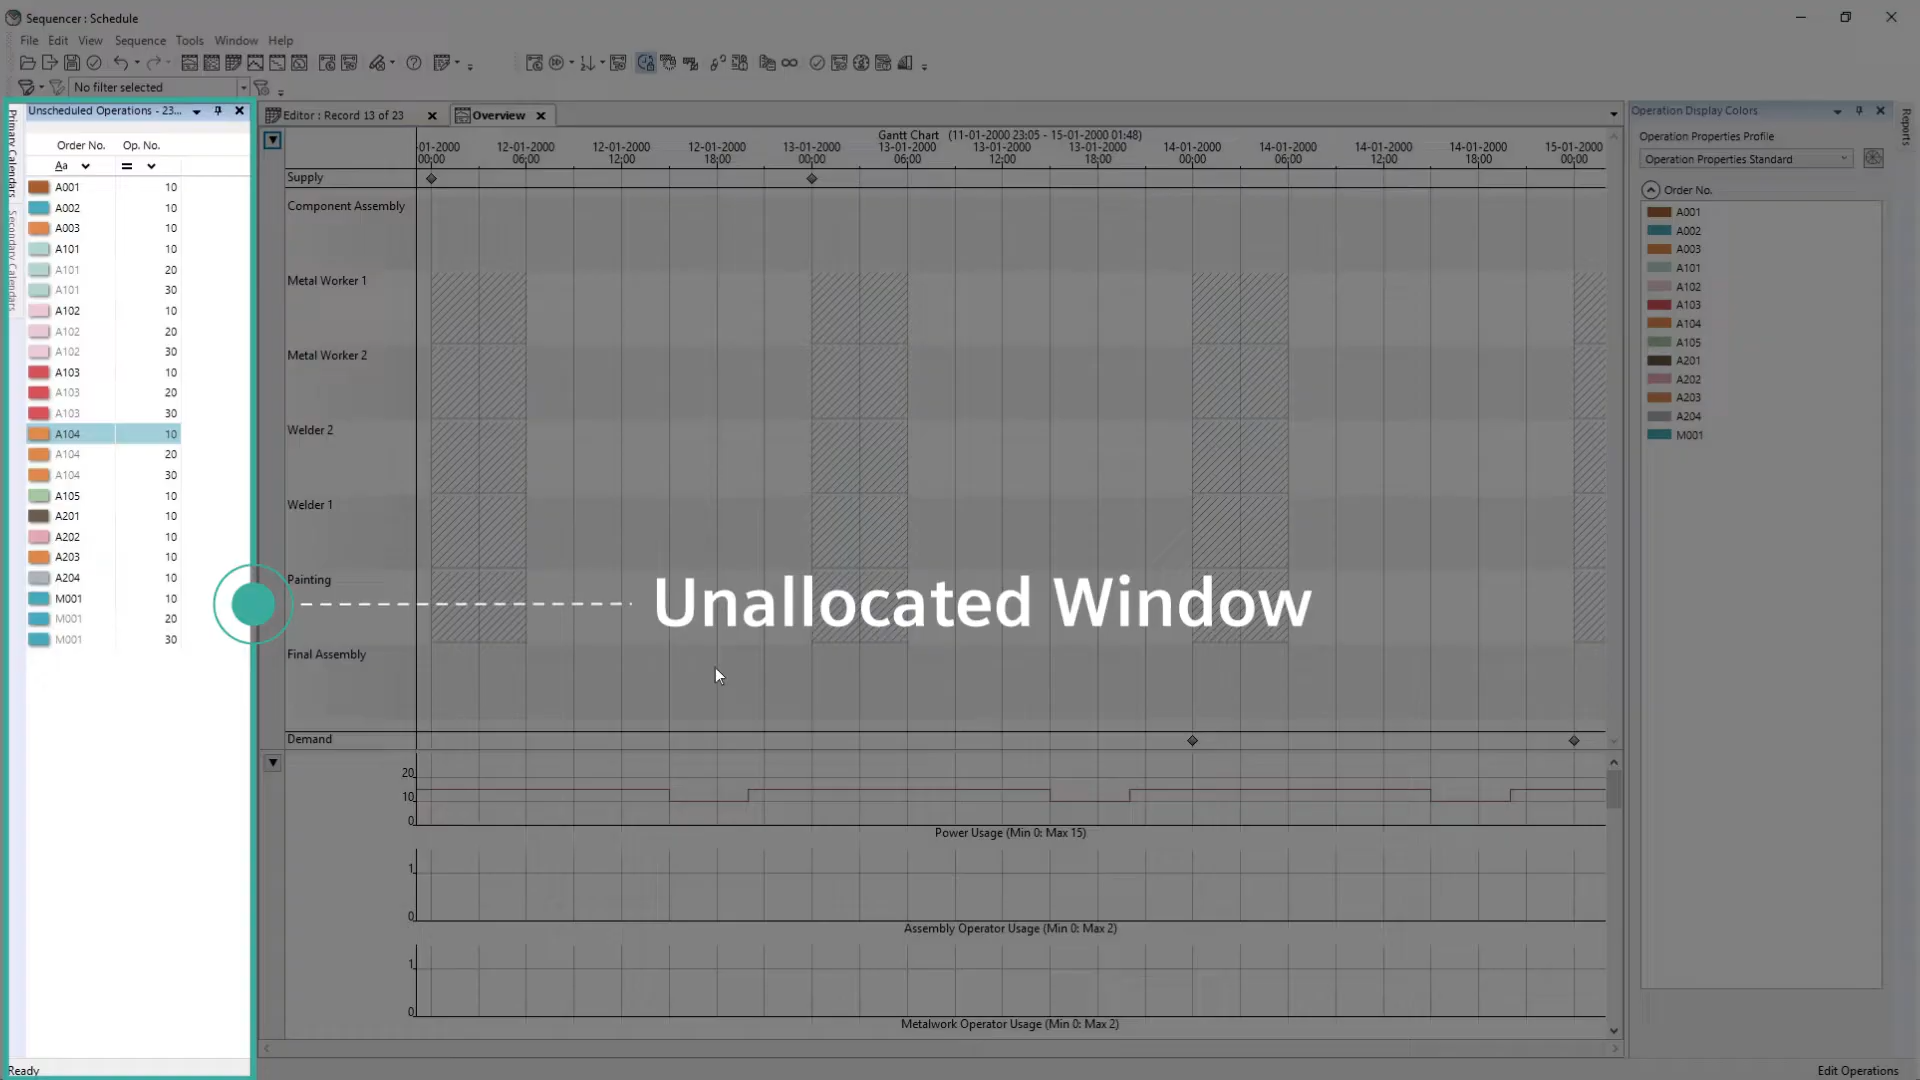 Sequencer : Schedule
File Edit View Sequence Tools Window Help
No filter selected
Unscheduled Operations - 23...
Primary Calendars
Secondary Calendars
Order No. Op. No.
Aa =
A001 10
A002 10
A003 10
A101 10
A101 20
A101 30
A102 10
A102 20
A102 30
A103 10
A103 20
A103 30
A104 10
A104 20
A104 30
A105 10
A201 10
A202 10
A203 10
A204 10
M001 10
M001 20
M001 30
Editor : Record 13 of 23
Overview
Gantt Chart (11-01-2000 23:05 - 15-01-2000 01:48)
-01-2000 12-01-2000 12-01-2000 12-01-2000 13-01-2000 13-01-2000 13-01-2000 13-01-2000 14-01-2000 14-01-2000 14-01-2000 14-01-2000 15-01-2000
00:00 06:00 12:00 18:00 00:00 06:00 12:00 18:00 00:00 06:00 12:00 18:00 00:00
Supply
Component Assembly
Metal Worker 1
Metal Worker 2
Welder 2
Welder 1
Painting
Unallocated Window
Final Assembly
Demand
20
10
0
Power Usage (Min 0: Max 15)
1
0
Assembly Operator Usage (Min 0: Max 2)
1
0
Metalwork Operator Usage (Min 0: Max 2)
Operation Display Colors
Reports
Operation Properties Profile
Operation Properties Standard
Order No.
A001
A002
A003
A101
A102
A103
A104
A105
A201
A202
A203
A204
M001
Ready
Edit Operations